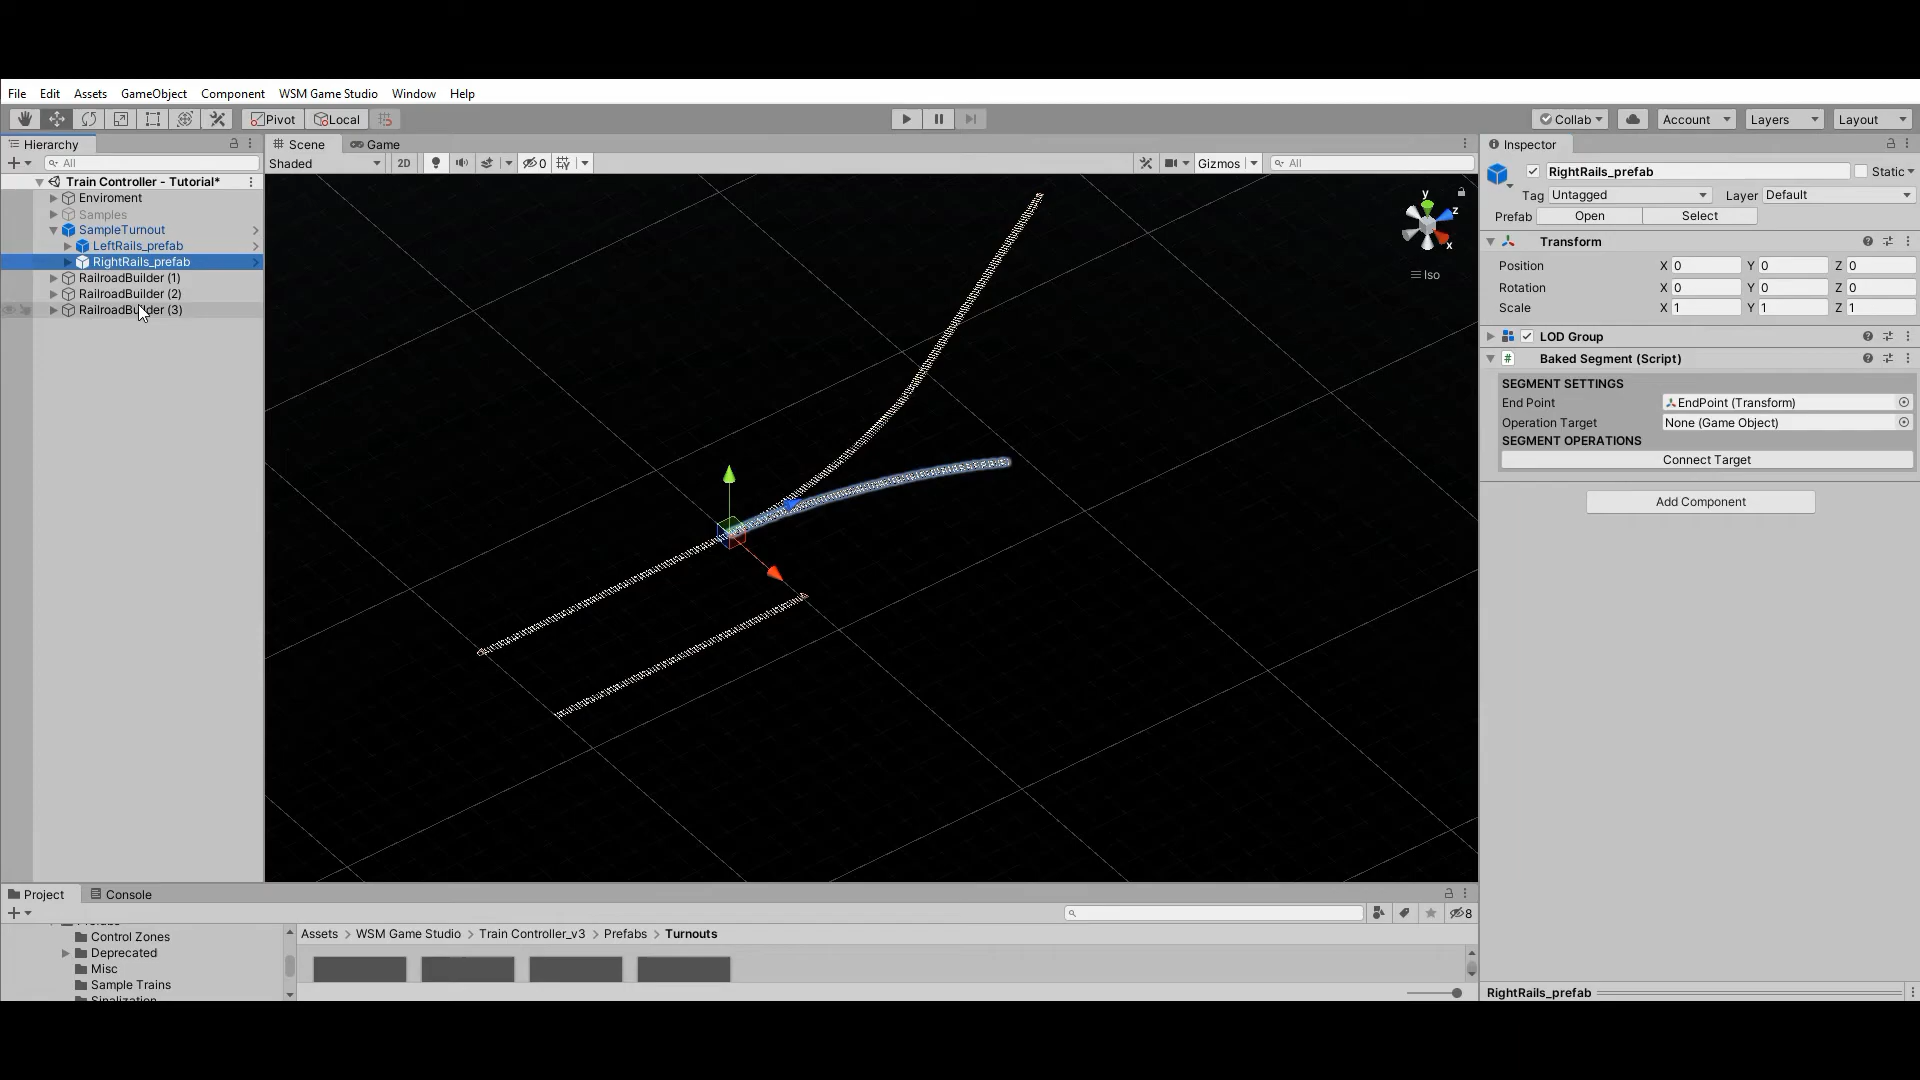 File Edit Assets GameObject Component WSM Game Studio Window Help
Pivot Local Collab Account Layers Layout
Hierarchy
All
Train Controller - Tutorial*
Enviroment
Samples
SampleTurnout
LeftRails_prefab
RightRails_prefab
RailroadBuilder (1)
RailroadBuilder (2)
RailroadBuilder (3)
Scene Game
Shaded 2D 0 Gizmos All
y
z
x
Iso
Inspector
RightRails_prefab Static
Tag Untagged Layer Default
Prefab Open Select
Transform
Position X 0 Y 0 Z 0
Rotation X 0 Y 0 Z 0
Scale X 1 Y 1 Z 1
LOD Group
# Baked Segment (Script)
SEGMENT SETTINGS
End Point EndPoint (Transform)
Operation Target None (Game Object)
SEGMENT OPERATIONS
Connect Target
Add Component
RightRails_prefab
Project Console
8
Control Zones
Deprecated
Misc
Sample Trains
Sinalization
Assets > WSM Game Studio > Train Controller_v3 > Prefabs > Turnouts